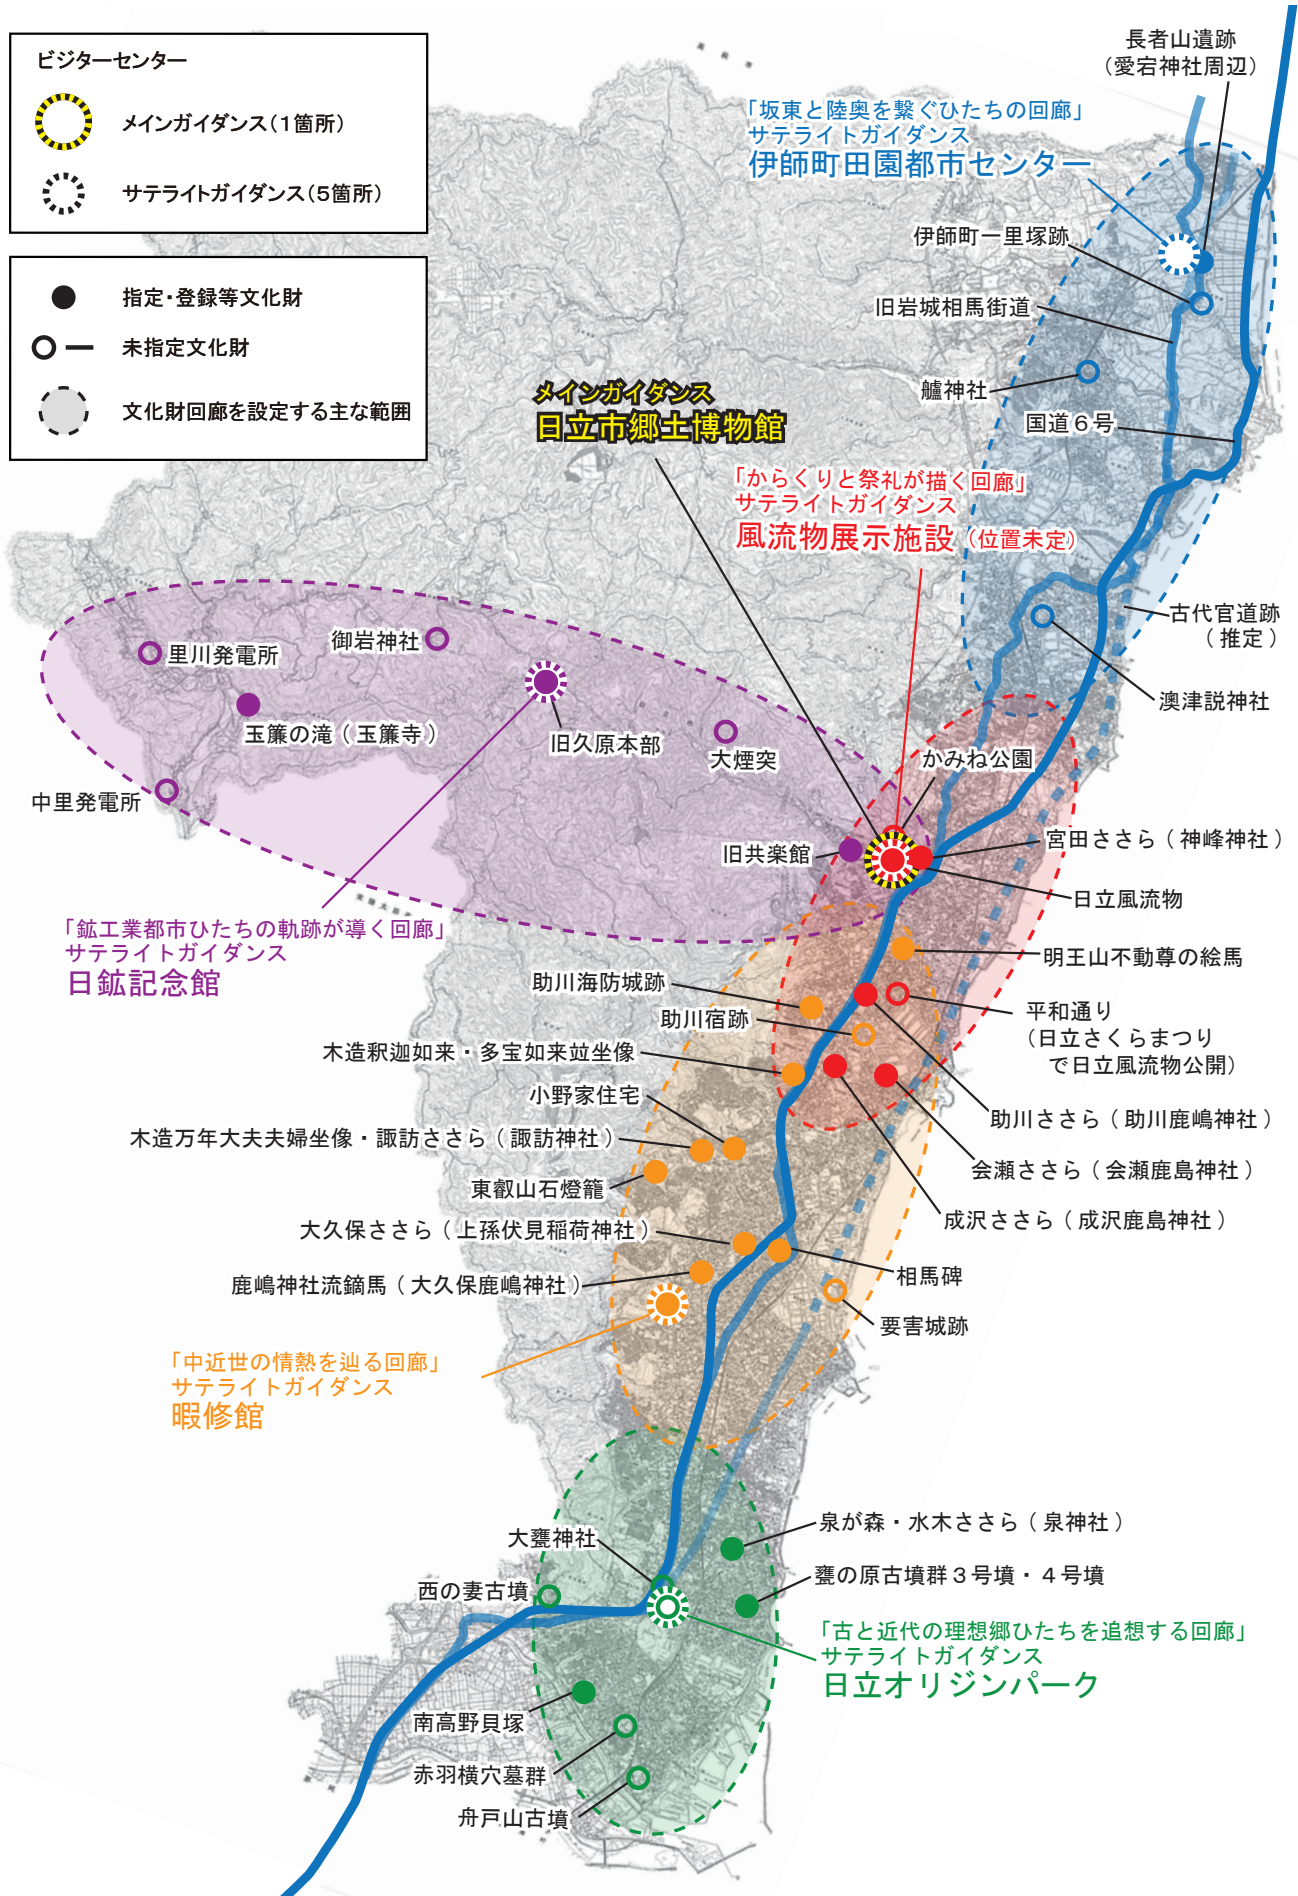 ビジターセンター
メインガイダンス（1箇所）
サテライトガイダンス（5箇所）
指定・登録等文化財
未指定文化財
文化財回廊を設定する主な範囲
長者山遺跡
（愛宕神社周辺）
「坂東と陸奥を繋ぐひたちの回廊」
サテライトガイダンス
伊師町田園都市センター
伊師町一里塚跡
旧岩城相馬街道
艫神社
国道６号
メインガイダンス
日立市郷土博物館
「からくりと祭礼が描く回廊」
サテライトガイダンス
風流物展示施設（位置未定）
古代官道跡
（推定）
澳津説神社
里川発電所
御岩神社
玉簾の滝（玉簾寺）
旧久原本部
大煙突
中里発電所
かみね公園
旧共楽館
宮田ささら（神峰神社）
日立風流物
「鉱工業都市ひたちの軌跡が導く回廊」
サテライトガイダンス
日鉱記念館
明王山不動尊の絵馬
助川海防城跡
助川宿跡
平和通り
（日立さくらまつり
で日立風流物公開）
木造釈迦如来・多宝如来竝坐像
小野家住宅
助川ささら（助川鹿嶋神社）
木造万年大夫夫婦坐像・諏訪ささら（諏訪神社）
会瀬ささら（会瀬鹿島神社）
東叡山石燈籠
成沢ささら（成沢鹿島神社）
大久保ささら（上孫伏見稲荷神社）
相馬碑
鹿嶋神社流鏑馬（大久保鹿嶋神社）
要害城跡
「中近世の情熱を辿る回廊」
サテライトガイダンス
暇修館
泉が森・水木ささら（泉神社）
大甕神社
甕の原古墳群３号墳・４号墳
西の妻古墳
「古と近代の理想郷ひたちを追想する回廊」
サテライトガイダンス
日立オリジンパーク
南高野貝塚
赤羽横穴墓群
舟戸山古墳